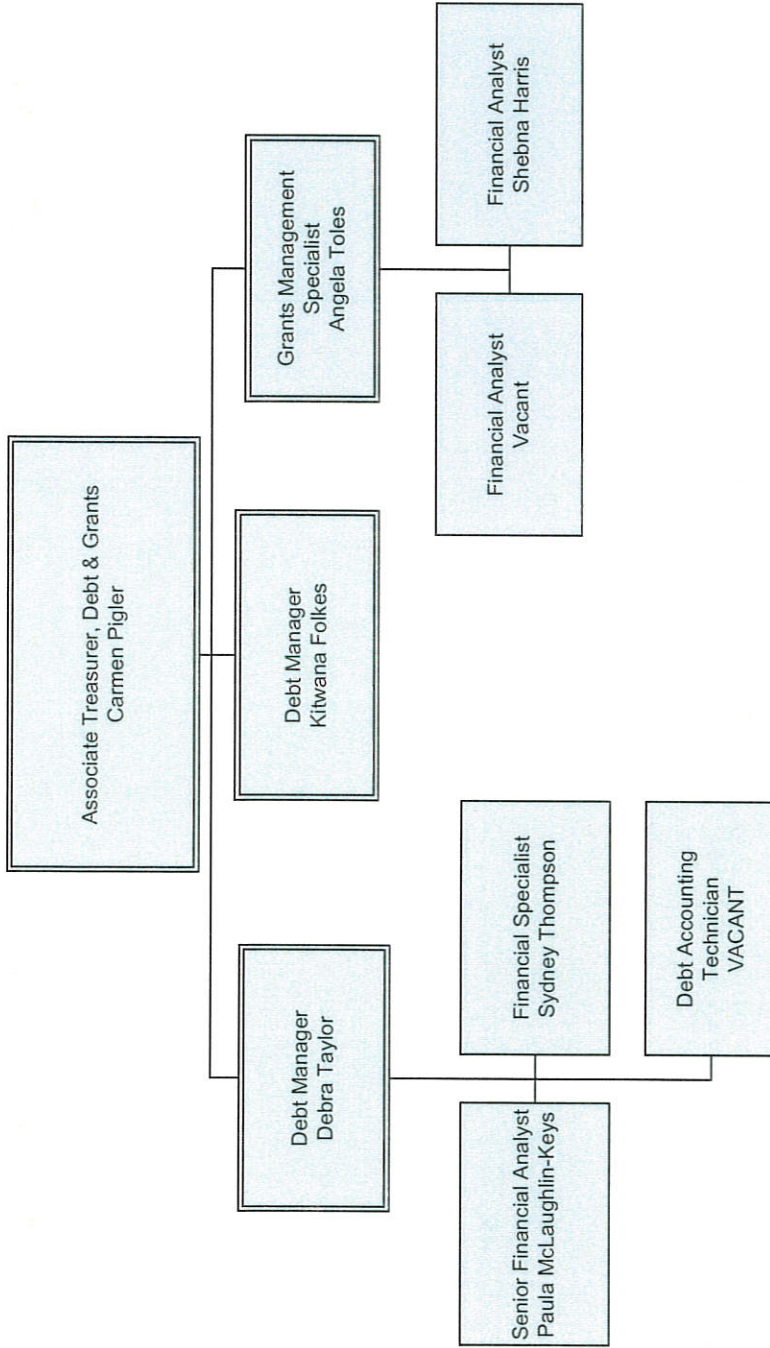 Associate Treasurer, Debt & Grants
Carmen Pigler
Debt Manager
Debra Taylor
Debt Manager
Kitwana Folkes
Grants Management
Specialist
Angela Toles
Senior Financial Analyst
Paula McLaughlin-Keys
Financial Specialist
Sydney Thompson
Debt Accounting
Technician
VACANT
Financial Analyst
Vacant
Financial Analyst
Shebna Harris